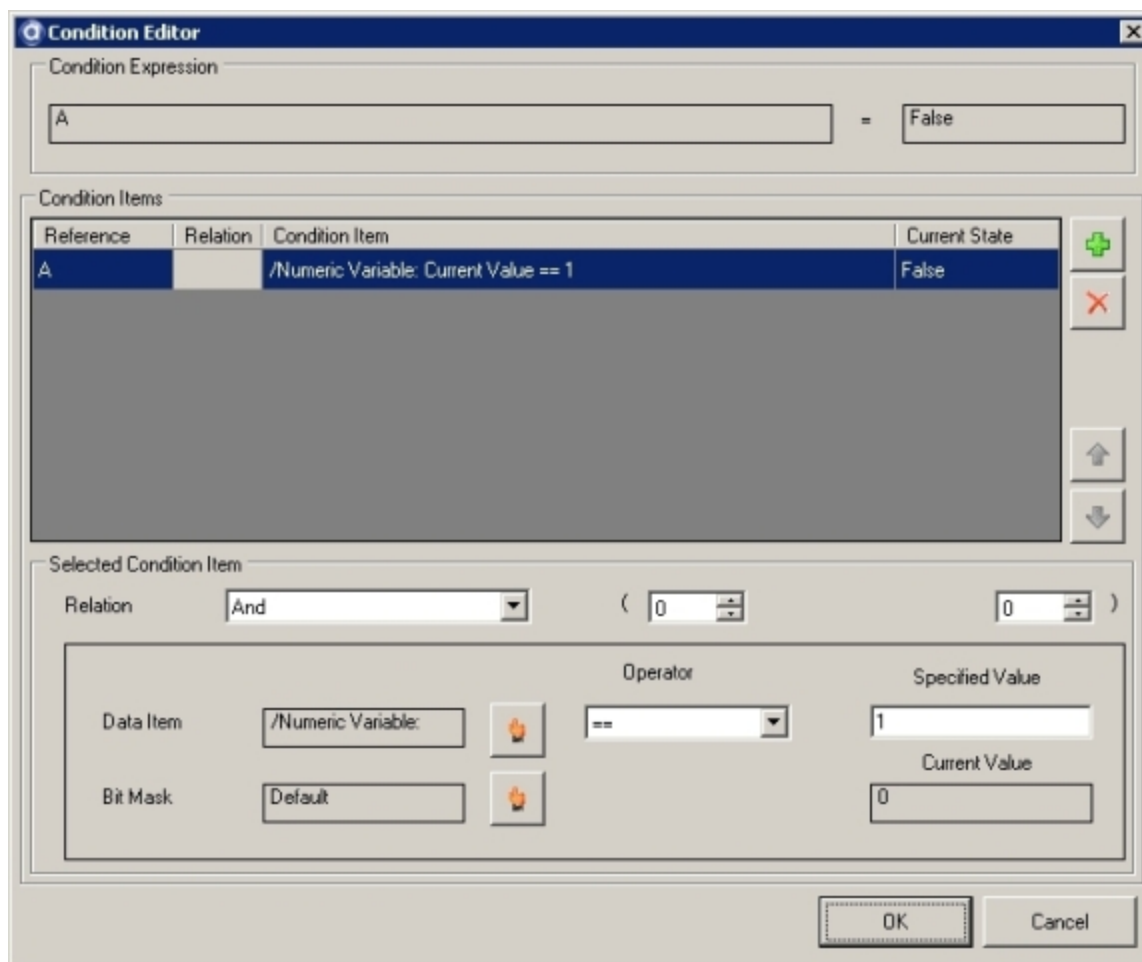 Condition Editor
Condition Expression
A = False
Condition Items
Reference Relation Condition Item Current State
A /Numeric Variable: Current Value == 1 False
Selected Condition Item
Relation And ( 0 0 )
Operator Specified Value
Data Item /Numeric Variable: == 1
Current Value
Bit Mask Default 0
OK Cancel